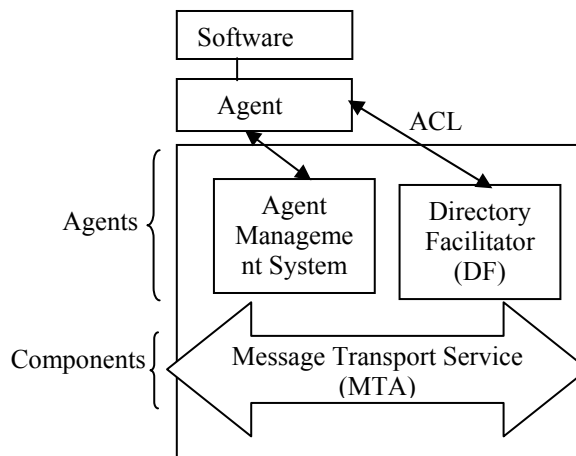 Software
Agent
ACL
Agents
Agent
Manageme
nt System
Directory
Facilitator
(DF)
Components
Message Transport Service
(MTA)